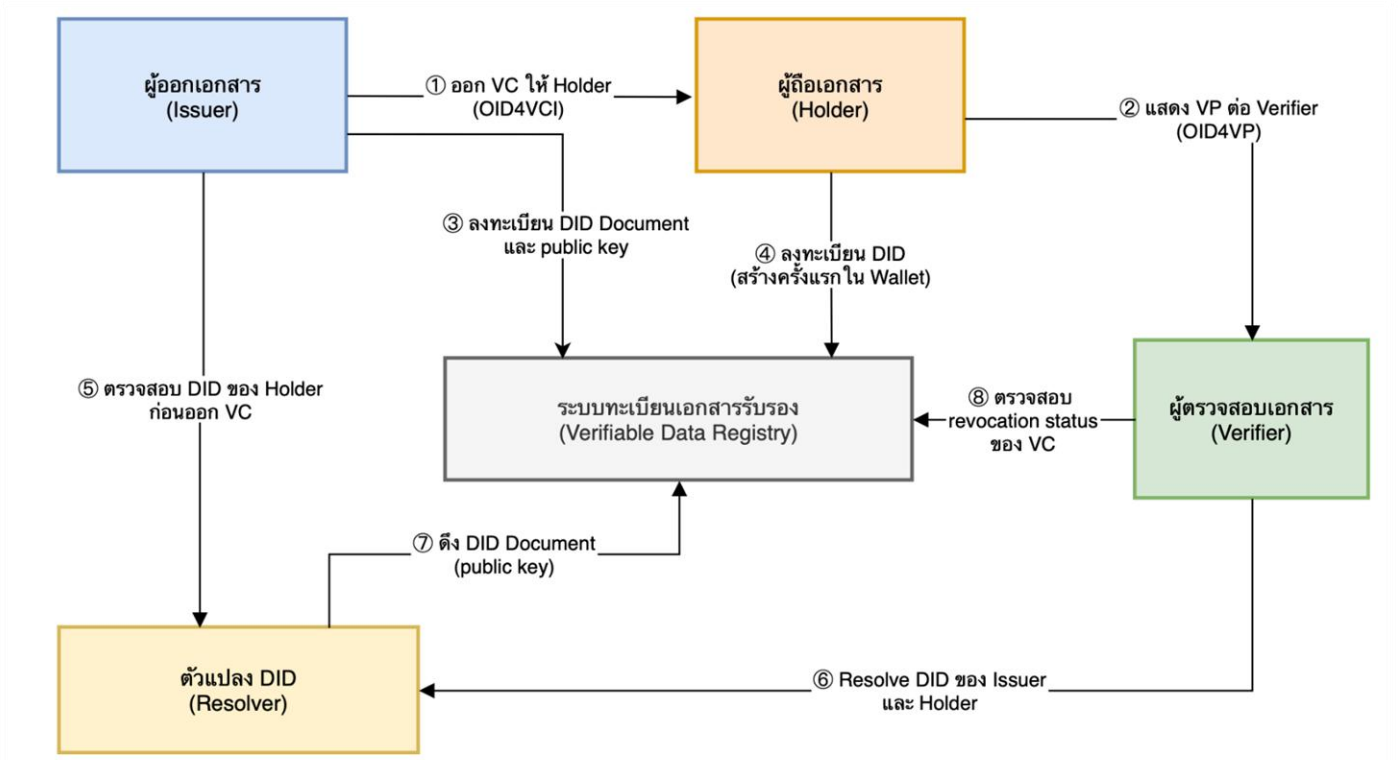 ผู้ออกเอกสาร
(Issuer)
① ออก VC ให้ Holder
(OID4VCI)
ผู้ถือเอกสาร
(Holder)
② แสดง VP ต่อ Verifier
(OID4VP)
③ ลงทะเบียน DID Document
และ public key
④ ลงทะเบียน DID
(สร้างครั้งแรกใน Wallet)
⑤ ตรวจสอบ DID ของ Holder
ก่อนออก VC
ระบบทะเบียนเอกสารรับรอง
(Verifiable Data Registry)
⑧ ตรวจสอบ
revocation status
ของ VC
ผู้ตรวจสอบเอกสาร
(Verifier)
⑦ ดึง DID Document
(public key)
ตัวแปลง DID
(Resolver)
⑥ Resolve DID ของ Issuer
และ Holder